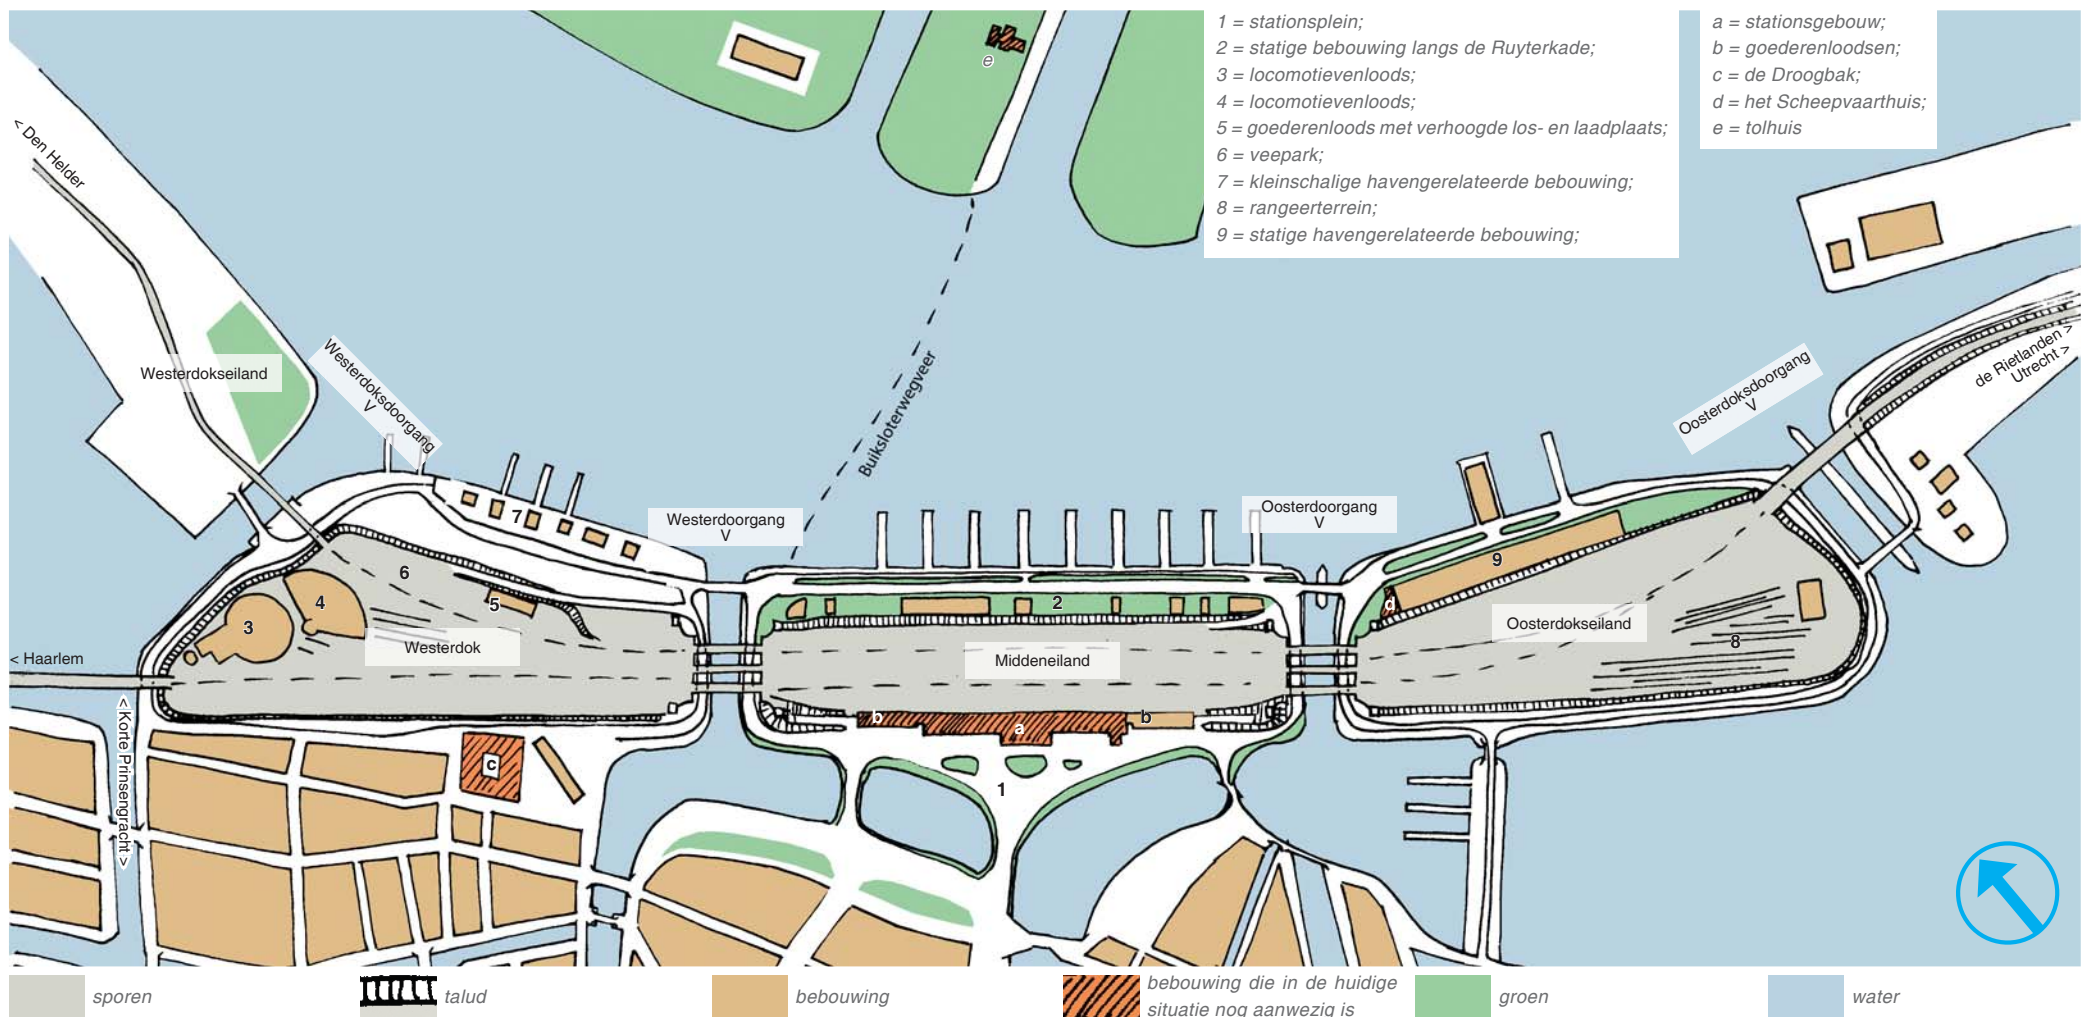 1 = stationsplein;
2 = statige bebouwing langs de Ruyterkade;
3 = locomotievenloods;
4 = locomotievenloods;
5 = goederenloods met verhoogde los- en laadplaats;
6 = veepark;
7 = kleinschalige havengerelateerde bebouwing;
8 = rangeerterrein;
9 = statige havengerelateerde bebouwing;
a = stationsgebouw;
b = goederenloodsen;
c = de Droogbak;
d = het Scheepvaarthuis;
e = tolhuis
e
< Den Helder
Westerdokseiland
Westerdoksdoorgang
V
Buiksloterwegveer
Oosterdoksdoorgang
V
de Rietlanden >
Utrecht >
7
Westerdoorgang
V
Oosterdoorgang
V
6
4
5
3
2
9
d
Westerdok
Middeneiland
Oosterdokseiland
8
< Haarlem
< Korte Prinsengracht >
b
a
b
c
1
sporen
talud
bebouwing
bebouwing die in de huidige
situatie nog aanwezig is
groen
water